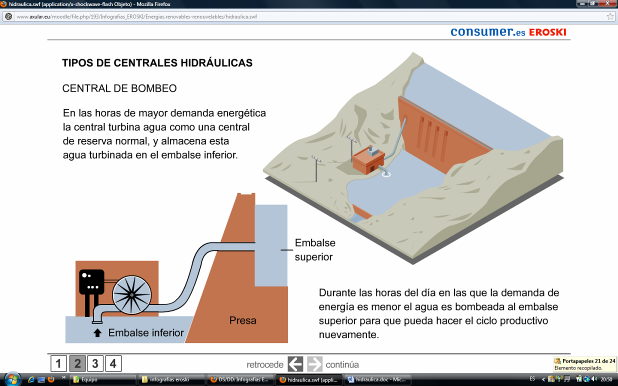 hidraulica.swf (application/x-shockwave-flash Objeto) - Mozilla Firefox
www.axular.eu/moodle/file.php/193/Infografias_EROSKI/Energias.renovables-renouvelables/hidraulica.swf
consumer.es EROSKI
TIPOS DE CENTRALES HIDRÁULICAS
CENTRAL DE BOMBEO
En las horas de mayor demanda energética
la central turbina agua como una central
de reserva normal, y almacena esta
agua turbinada en el embalse inferior.
Embalse
superior
Presa
Embalse inferior
Durante las horas del día en las que la demanda de
energía es menor el agua es bombeada al embalse
superior para que pueda hacer el ciclo productivo
nuevamente.
1 2 3 4
retrocede continúa
Portapapeles 21 de 24
Elemento recopilado.
Equipo
infografias eroski
DS/DD: Infografias E...
hidraulica.swf (applic...
hidraulica.doc - Mic...
ES
20:50